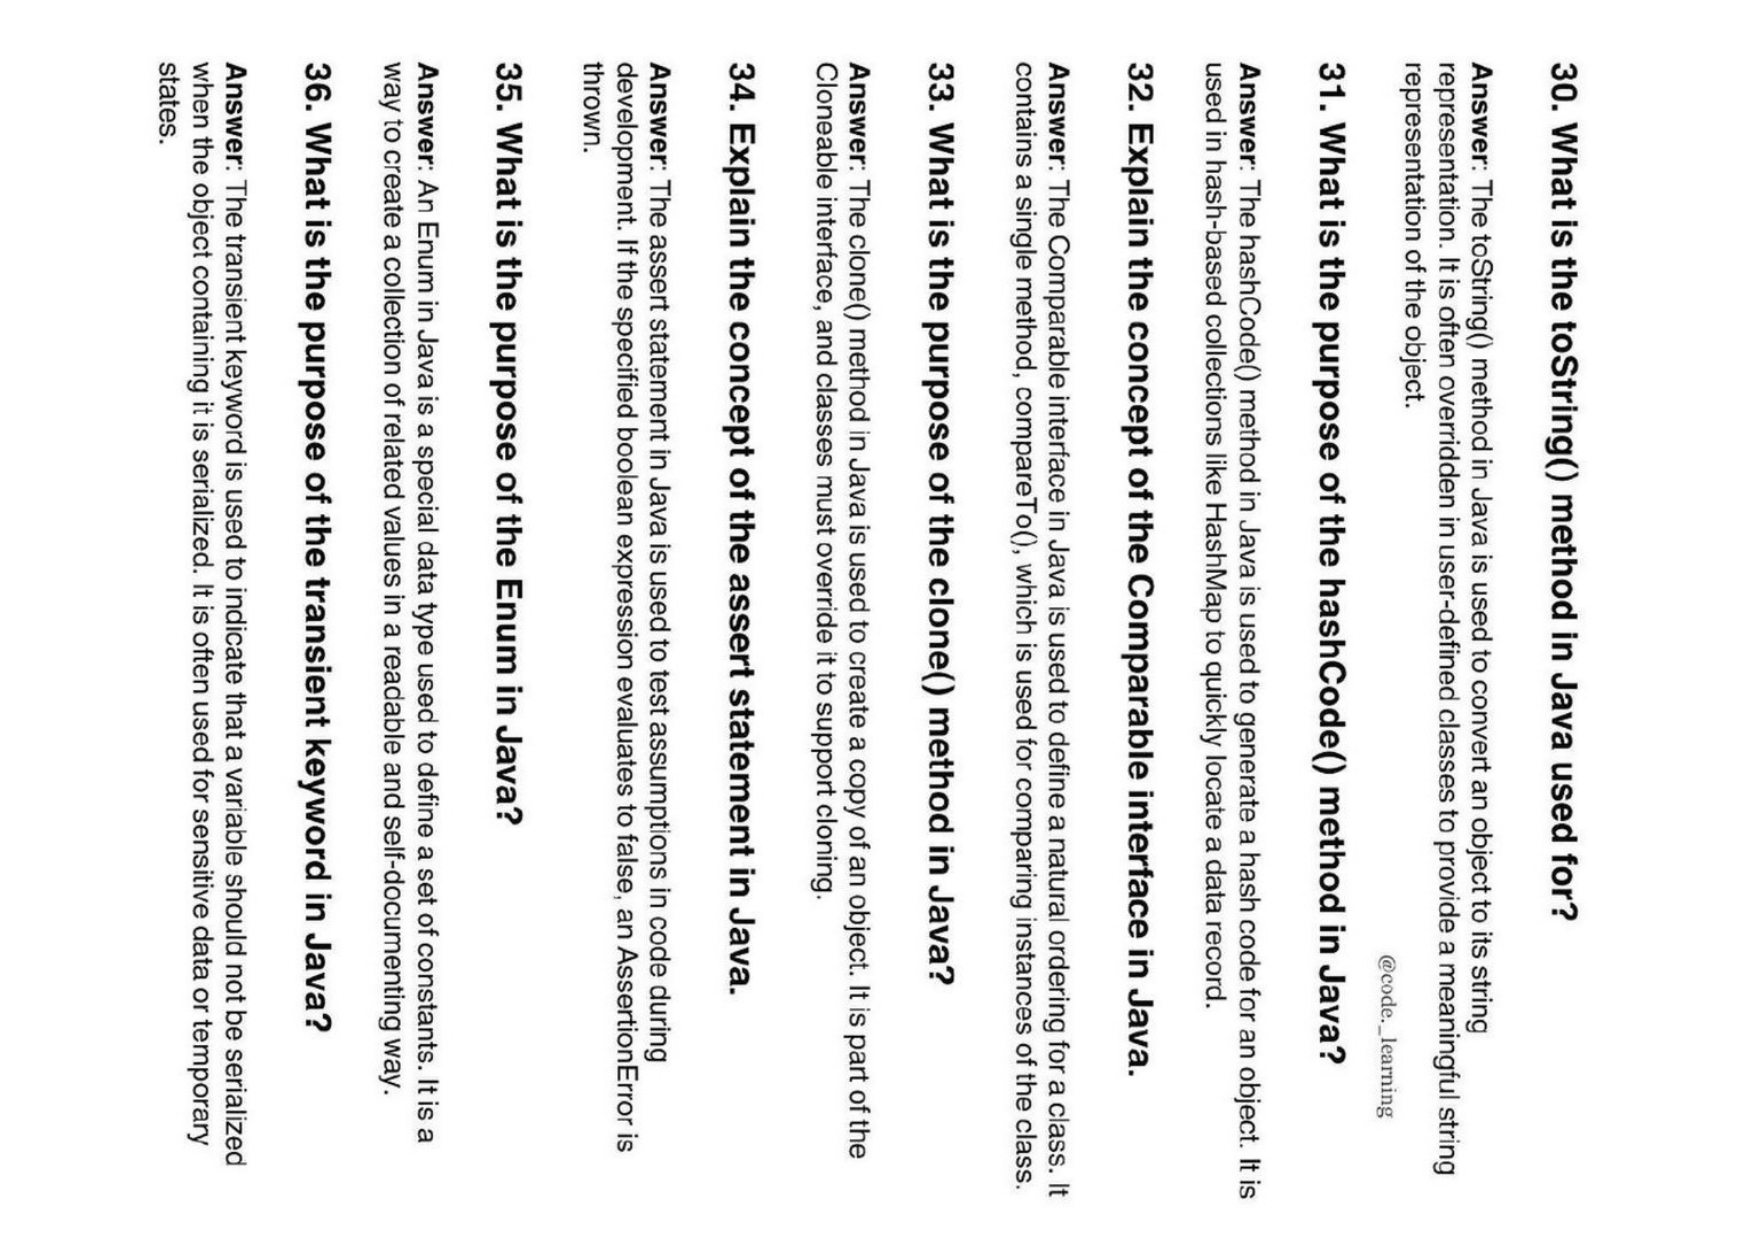 30. What is the toString() method in Java used for?
Answer: The toString() method in Java is used to convert an object to its string
representation. It is often overridden in user-defined classes to provide a meaningful string
representation of the object.
@code._learning
31. What is the purpose of the hashCode() method in Java?
Answer: The hashCode() method in Java is used to generate a hash code for an object. It is
used in hash-based collections like HashMap to quickly locate a data record.
32. Explain the concept of the Comparable interface in Java.
Answer: The Comparable interface in Java is used to define a natural ordering for a class. It
contains a single method, compareTo(), which is used for comparing instances of the class.
33. What is the purpose of the clone() method in Java?
Answer: The clone() method in Java is used to create a copy of an object. It is part of the
Cloneable interface, and classes must override it to support cloning.
34. Explain the concept of the assert statement in Java.
Answer: The assert statement in Java is used to test assumptions in code during
development. If the specified boolean expression evaluates to false, an AssertionError is
thrown.
35. What is the purpose of the Enum in Java?
Answer: An Enum in Java is a special data type used to define a set of constants. It is a
way to create a collection of related values in a readable and self-documenting way.
36. What is the purpose of the transient keyword in Java?
Answer: The transient keyword is used to indicate that a variable should not be serialized
when the object containing it is serialized. It is often used for sensitive data or temporary
states.